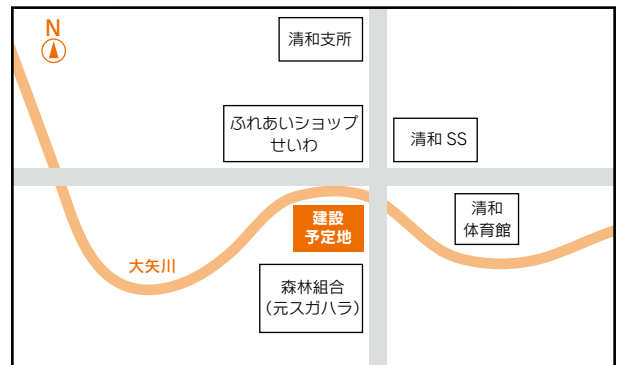 N
清和支所
ふれあいショップ
せいわ
清和 SS
清和
体育館
建設
予定地
大矢川
森林組合
（元スガハラ）